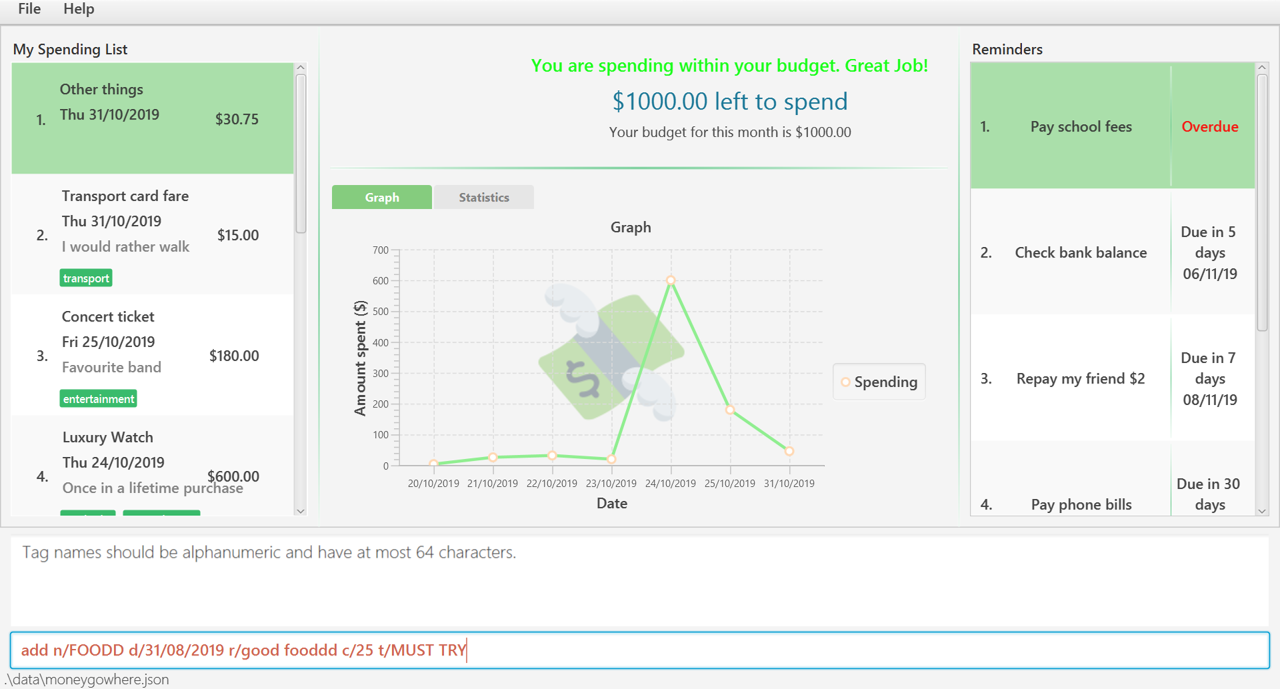 File Help
My Spending List
1.
Other things
Thu 31/10/2019
$30.75
2.
Transport card fare
Thu 31/10/2019
I would rather walk
$15.00
transport
3.
Concert ticket
Fri 25/10/2019
Favourite band
$180.00
entertainment
4.
Luxury Watch
Thu 24/10/2019
Once in a lifetime purchase
$600.00
You are spending within your budget. Great Job!
$1000.00 left to spend
Your budget for this month is $1000.00
Graph Statistics
Graph
Amount spent ($)
700
600
500
400
300
200
100
0
20/10/2019 21/10/2019 22/10/2019 23/10/2019 24/10/2019 25/10/2019 31/10/2019
Date
Spending
Reminders
1. Pay school fees Overdue
2. Check bank balance
Due in 5
days
06/11/19
3. Repay my friend $2
Due in 7
days
08/11/19
4. Pay phone bills
Due in 30
days
Tag names should be alphanumeric and have at most 64 characters.
add n/FOODD d/31/08/2019 r/good fooddd c/25 t/MUST TRY
.\data\moneygowhere.json